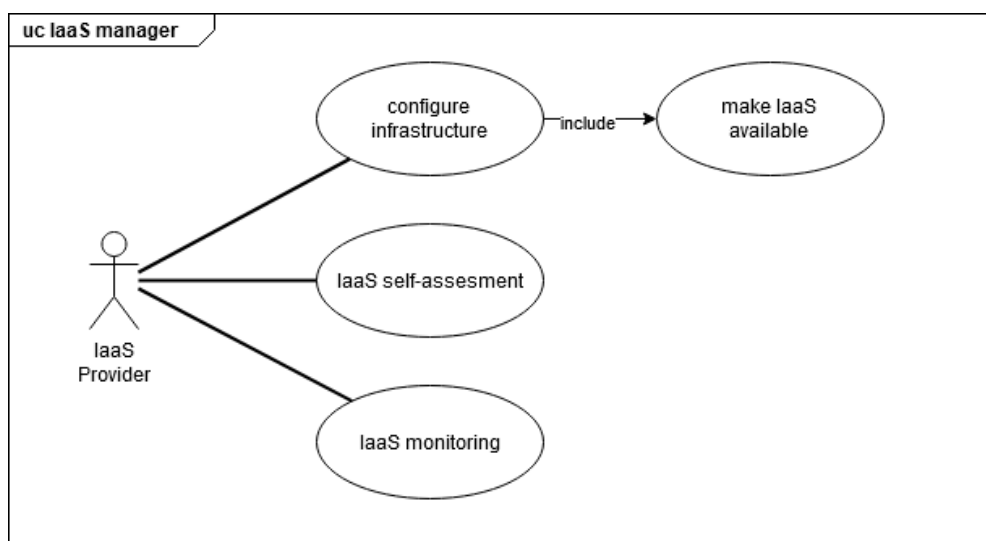 uc IaaS manager
configure
infrastructure
include
make IaaS
available
IaaS self-assesment
IaaS
Provider
IaaS monitoring